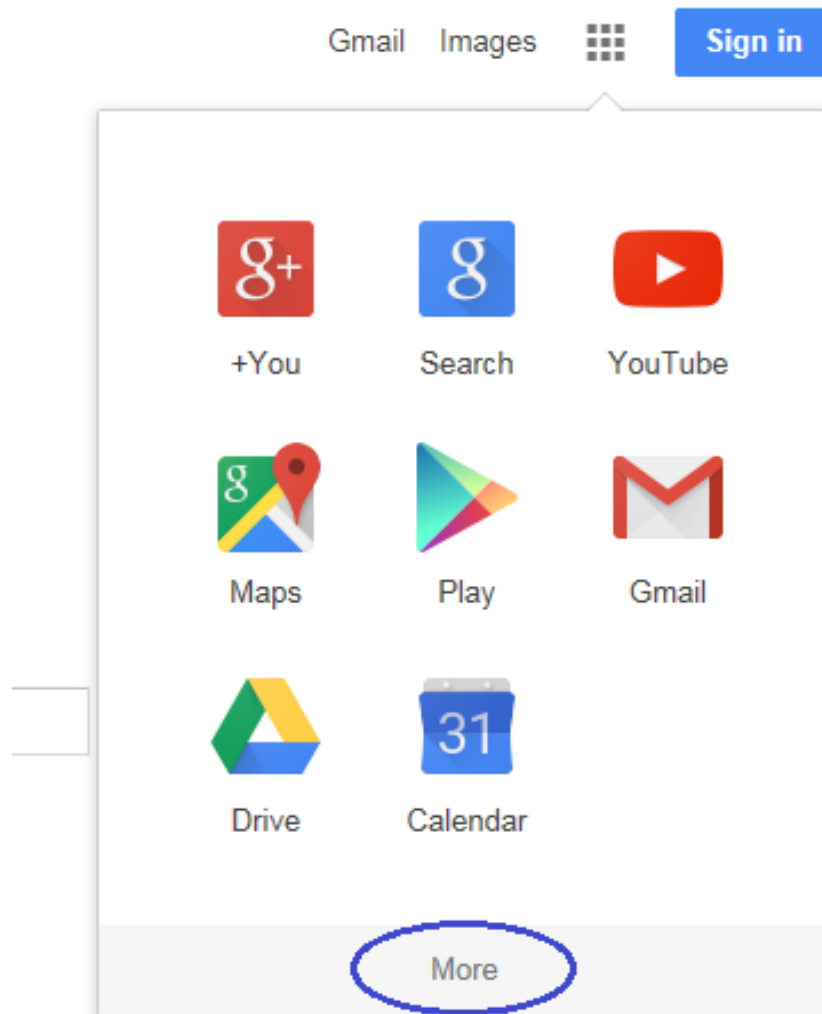 Gmail Images Sign in
g+ g
+You Search YouTube
g
Maps Play Gmail
31
Drive Calendar
More